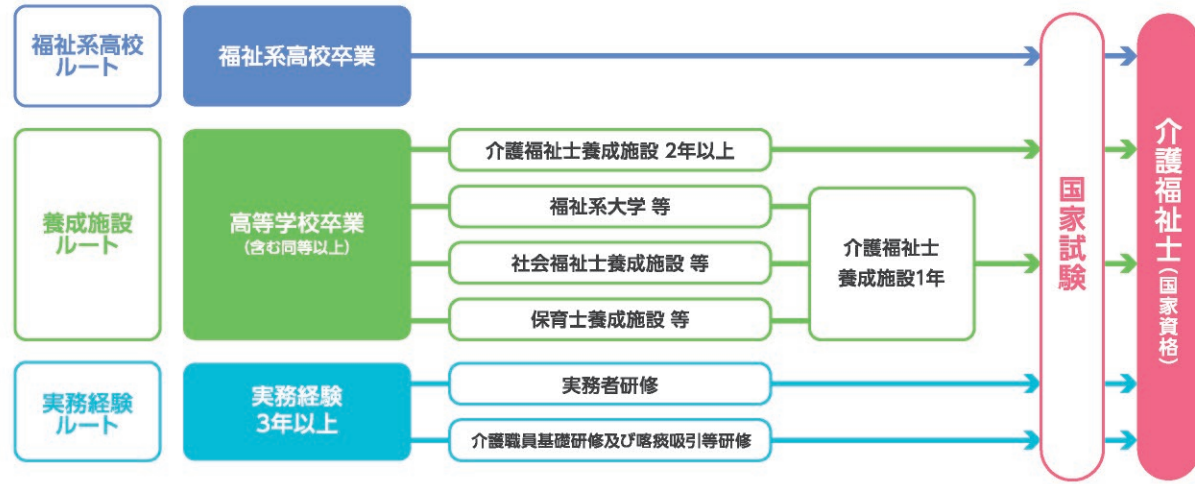 福祉系高校
ルート
福祉系高校卒業
養成施設
ルート
高等学校卒業
(含む同等以上)
介護福祉士養成施設 2年以上
福祉系大学 等
社会福祉士養成施設 等
保育士養成施設 等
介護福祉士
養成施設1年
実務経験
ルート
実務経験
3年以上
実務者研修
介護職員基礎研修及び喀痰吸引等研修
国家試験
介護福祉士(国家資格)